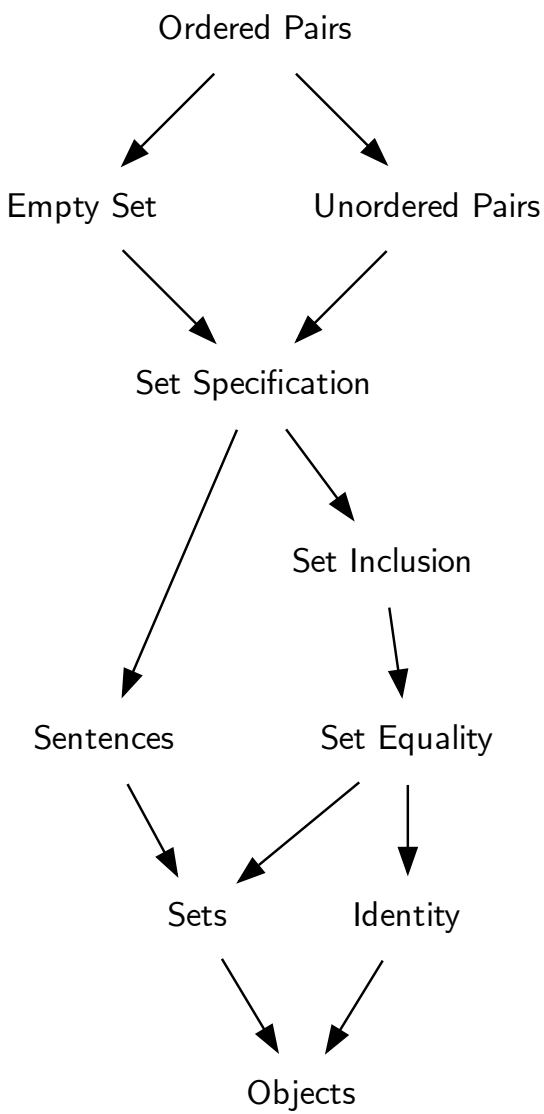 Ordered Pairs
Empty Set
Unordered Pairs
Set Specification
Set Inclusion
Sentences
Set Equality
Sets
Identity
Objects